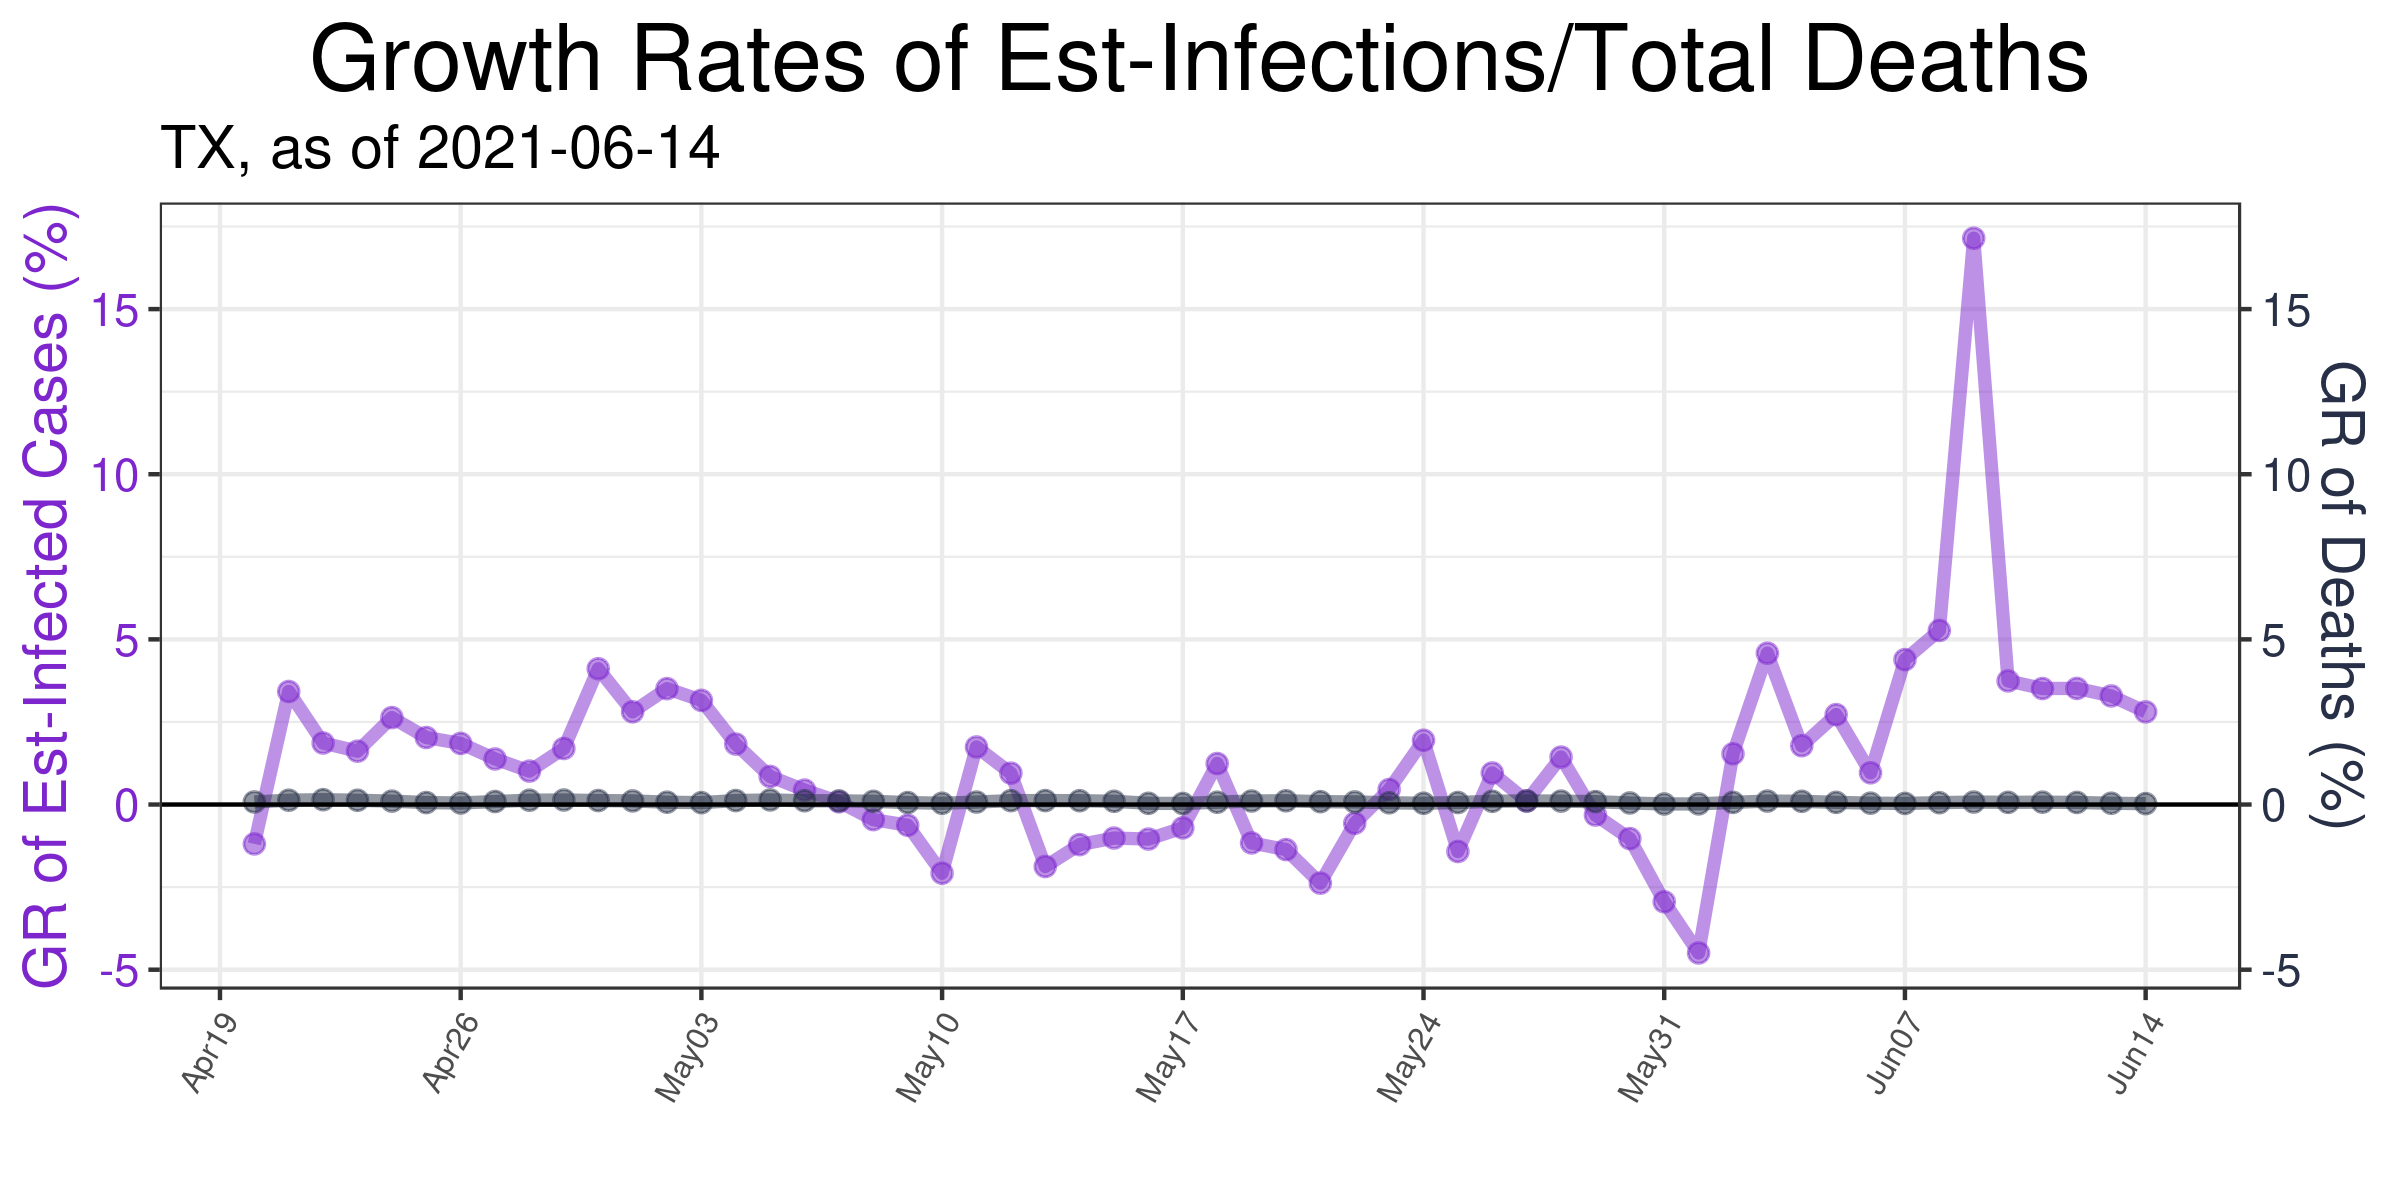 Growth Rates of Est-Infections/Total Deaths
TX, as of 2021-06-14
GR of Est-Infected Cases (%)
15
10
5
0
-5
15
10
5
0
-5
GR of Deaths (%)
Apr19
Apr26
May03
May10
May17
May24
May31
Jun07
Jun14